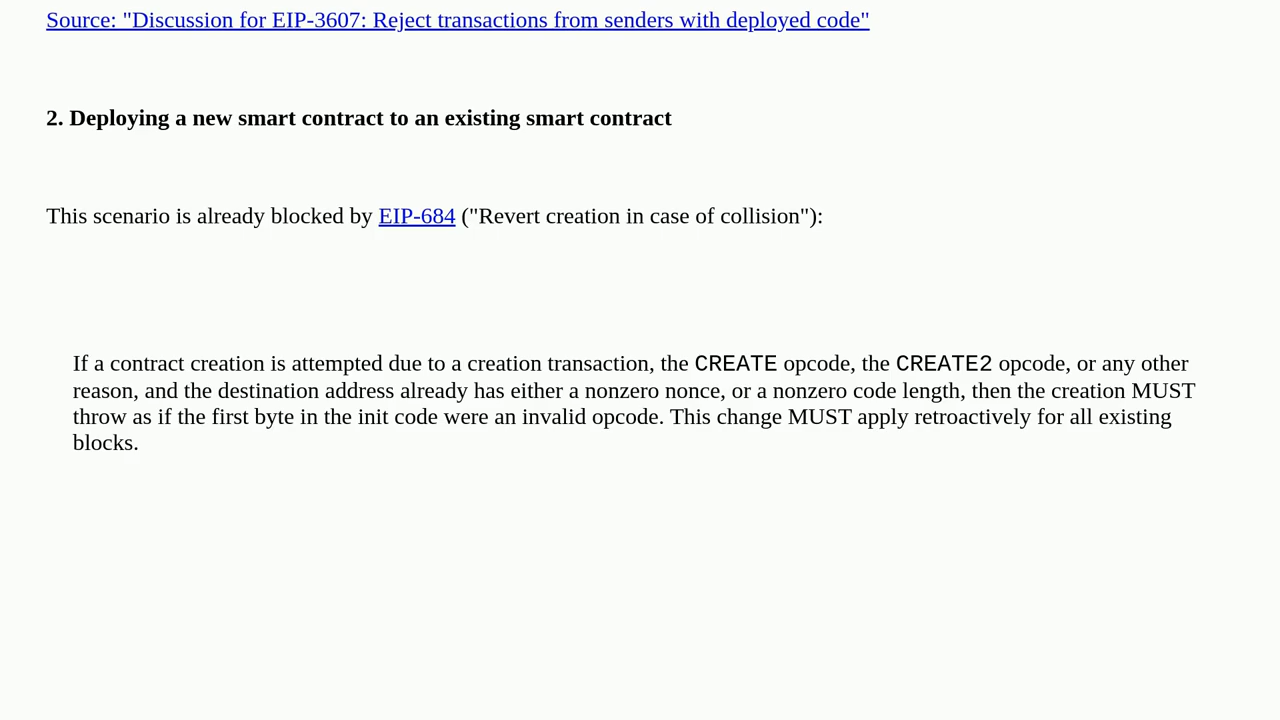 Source: "Discussion for EIP-3607: Reject transactions from senders with deployed code"
2. Deploying a new smart contract to an existing smart contract
This scenario is already blocked by EIP-684 ("Revert creation in case of collision"):
If a contract creation is attempted due to a creation transaction, the CREATE opcode, the CREATE2 opcode, or any other
reason, and the destination address already has either a nonzero nonce, or a nonzero code length, then the creation MUST
throw as if the first byte in the init code were an invalid opcode. This change MUST apply retroactively for all existing
blocks.